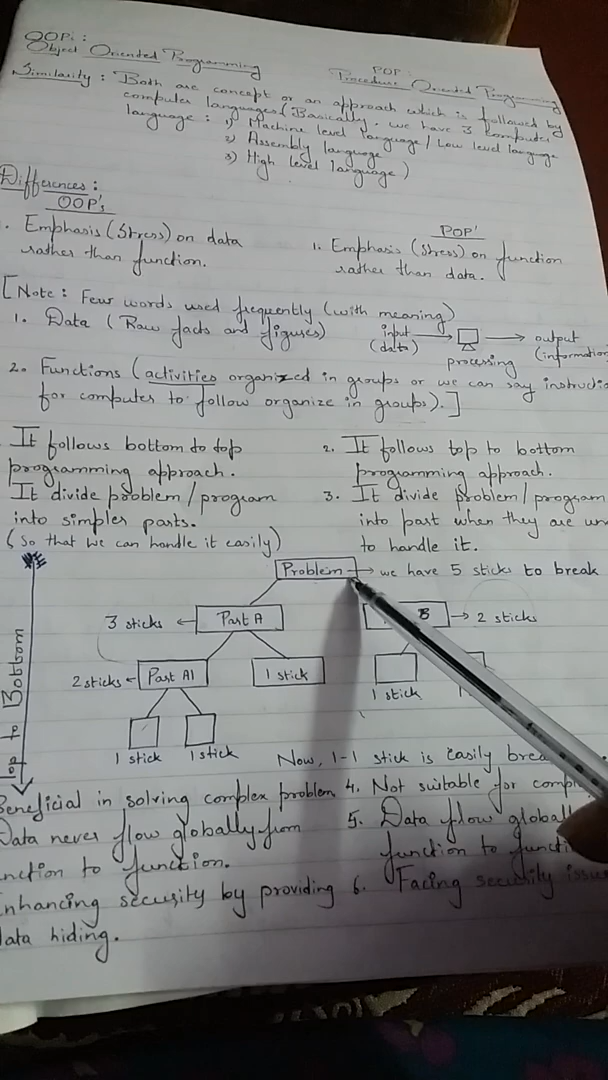 OOP:
Object Oriented Programming
POP:
Procedure Oriented Programming
Similarity: Both are concept or an approach which is followed by
computer languages (Basically, we have 3 computer
language: 1) Machine level language / Low level language
2) Assembly language
3) High level language)
Differences:
OOP's
. Emphasis (Stress) on data
rather than function.
POP'
1. Emphasis (Stress) on function
rather than data.
[Note: Few words used frequently (with meaning)
1. Data (Raw facts and figures)
input
(data)
processing
output
(information
2. Functions (activities organized in groups or we can say instructi
for computer to follow organize in groups).]
It follows bottom to top
programming approach.
It divide problem/program
into simpler parts.
(So that we can handle it easily)
2. It follows top to bottom
programming approach.
3. It divide problem/program
into part when they are un
to handle it.
Problem → we have 5 sticks to break
3 sticks ← Part A
B → 2 sticks
2 sticks ← Part A1
1 stick
1 stick
1
1 stick
1 stick
Top to Bottom
Now, 1-1 stick is easily brea
Beneficial in solving complex problem
4. Not suitable for compl
Data never flow globally from
function to function.
5. Data flow global
function to functi
Enhancing security by providing
data hiding.
6. Facing security issu